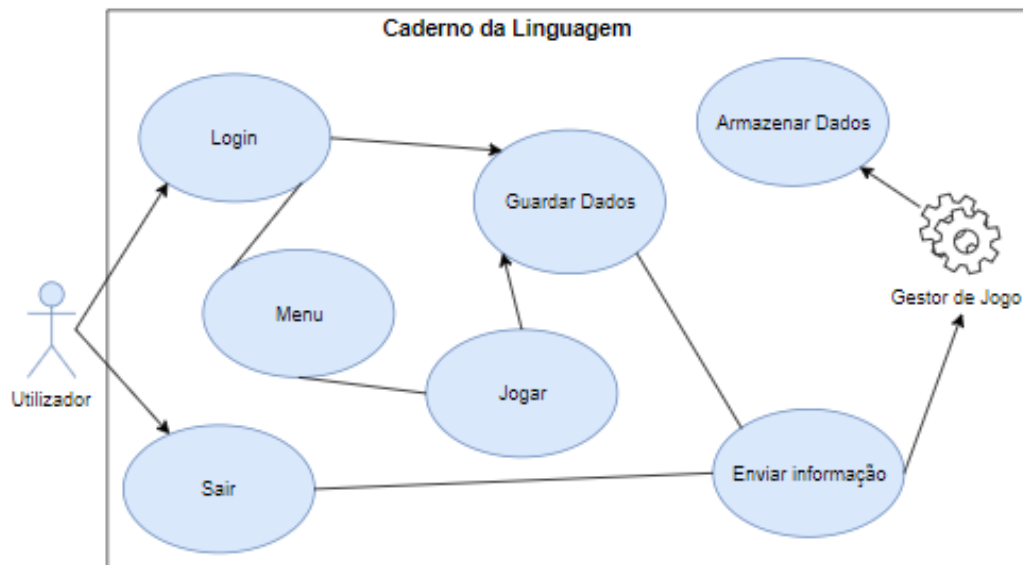 Caderno da Linguagem
Login
Armazenar Dados
Guardar Dados
Gestor de Jogo
Menu
Jogar
Utilizador
Sair
Enviar informação